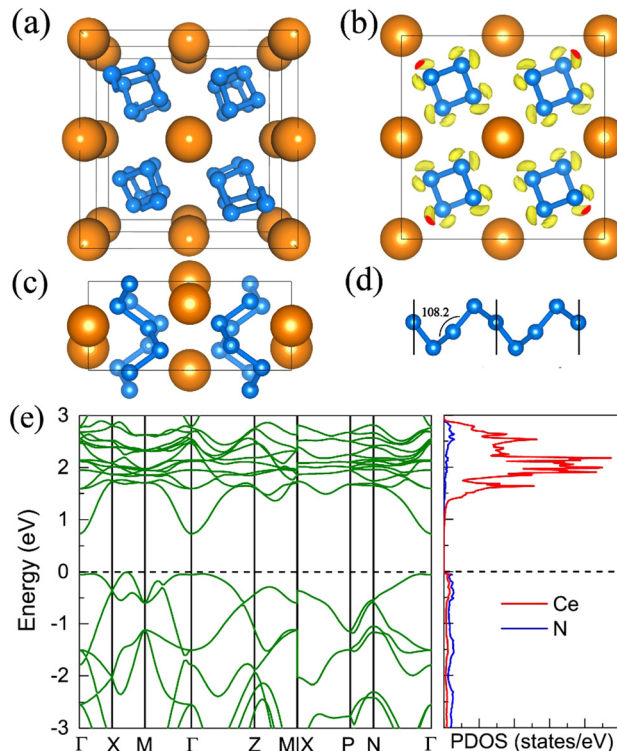 (a)
(b)
(c)
(d)
108.2
(e)
3
2
1
0
-1
-2
-3
Energy (eV)
Γ X M Γ Z M|X P N Γ
Ce
N
PDOS (states/eV)